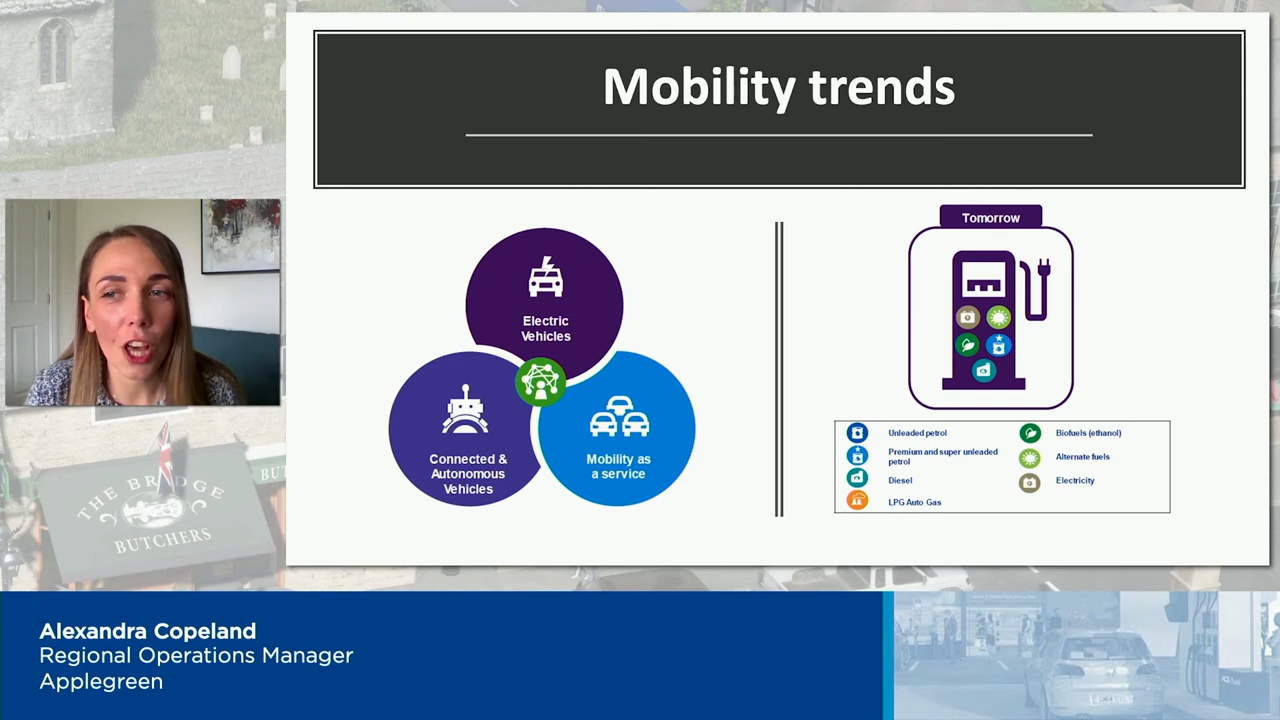 Mobility trends
Tomorrow
Electric
Vehicles
Connected &
Autonomous
Vehicles
Mobility as
a service
Unleaded petrol
Premium and super unleaded
petrol
Diesel
LPG Auto Gas
Biofuels (ethanol)
Alternate fuels
Electricity
THE BRIDGE
BUTCHERS
BUT
Alexandra Copeland
Regional Operations Manager
Applegreen